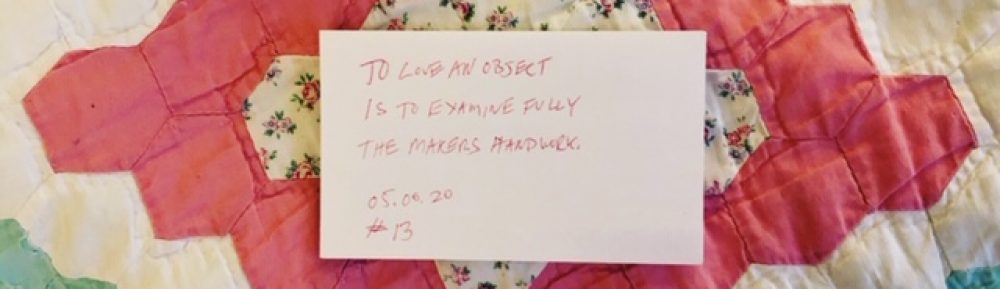 TO LOVE AN OBJECT
IS TO EXAMINE FULLY
THE MAKERS HANDWORK.
05.06.20
#13